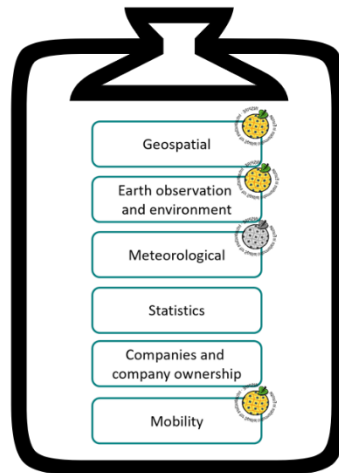 Geospatial
Earth observation
and environment
Meteorological
Statistics
Companies and
company ownership
Mobility